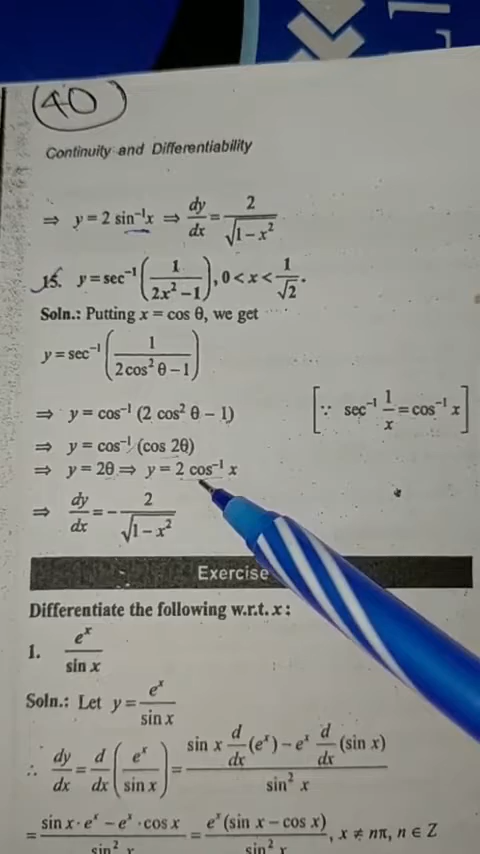 40
Continuity and Differentiability
⇒ y = 2 sin⁻¹x ⇒ dy/dx = 2/√(1−x²)
15. y = sec⁻¹(1/(2x²−1)), 0 < x < 1/√2.
Soln.: Putting x = cos θ, we get
y = sec⁻¹(1/(2cos² θ − 1))
⇒ y = cos⁻¹ (2 cos² θ − 1) [∵ sec⁻¹ 1/x = cos⁻¹ x]
⇒ y = cos⁻¹ (cos 2θ)
⇒ y = 2θ ⇒ y = 2 cos⁻¹ x
⇒ dy/dx = − 2/√(1−x²)
Exercise
Differentiate the following w.r.t. x :
1. eˣ/sin x
Soln.: Let y = eˣ/sin x
∴ dy/dx = d/dx (eˣ/sin x) = (sin x d/dx (eˣ) − eˣ d/dx (sin x))/sin² x
= (sin x · eˣ − eˣ · cos x)/sin² x = eˣ (sin x − cos x)/sin² x, x ≠ nπ, n ∈ Z